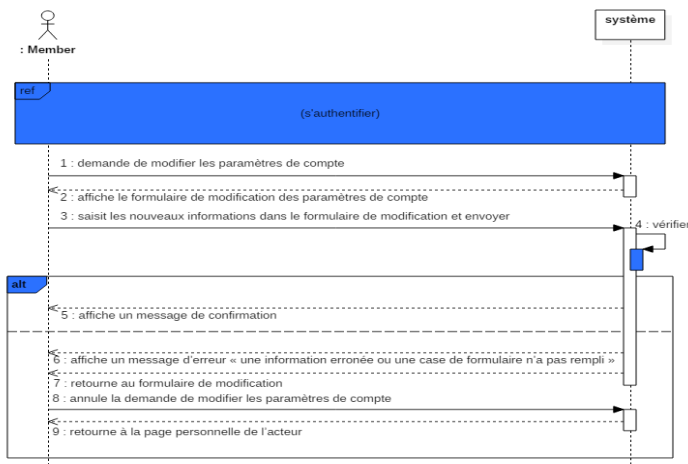 système
: Member
ref
(s'authentifier)
1 : demande de modifier les paramètres de compte
2 : affiche le formulaire de modification des paramètres de compte
3 : saisit les nouveaux informations dans le formulaire de modification et envoyer
4 : vérifier
alt
5 : affiche un message de confirmation
6 : affiche un message d'erreur « une information erronée ou une case de formulaire n'a pas rempli »
7 : retourne au formulaire de modification
8 : annule la demande de modifier les paramètres de compte
9 : retourne à la page personnelle de l'acteur